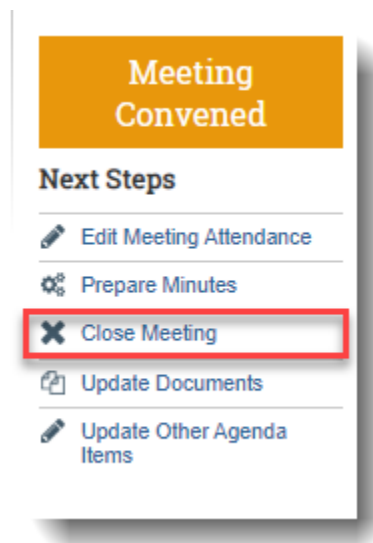 Meeting
Convened
Next Steps
Edit Meeting Attendance
Prepare Minutes
Close Meeting
Update Documents
Update Other Agenda
Items